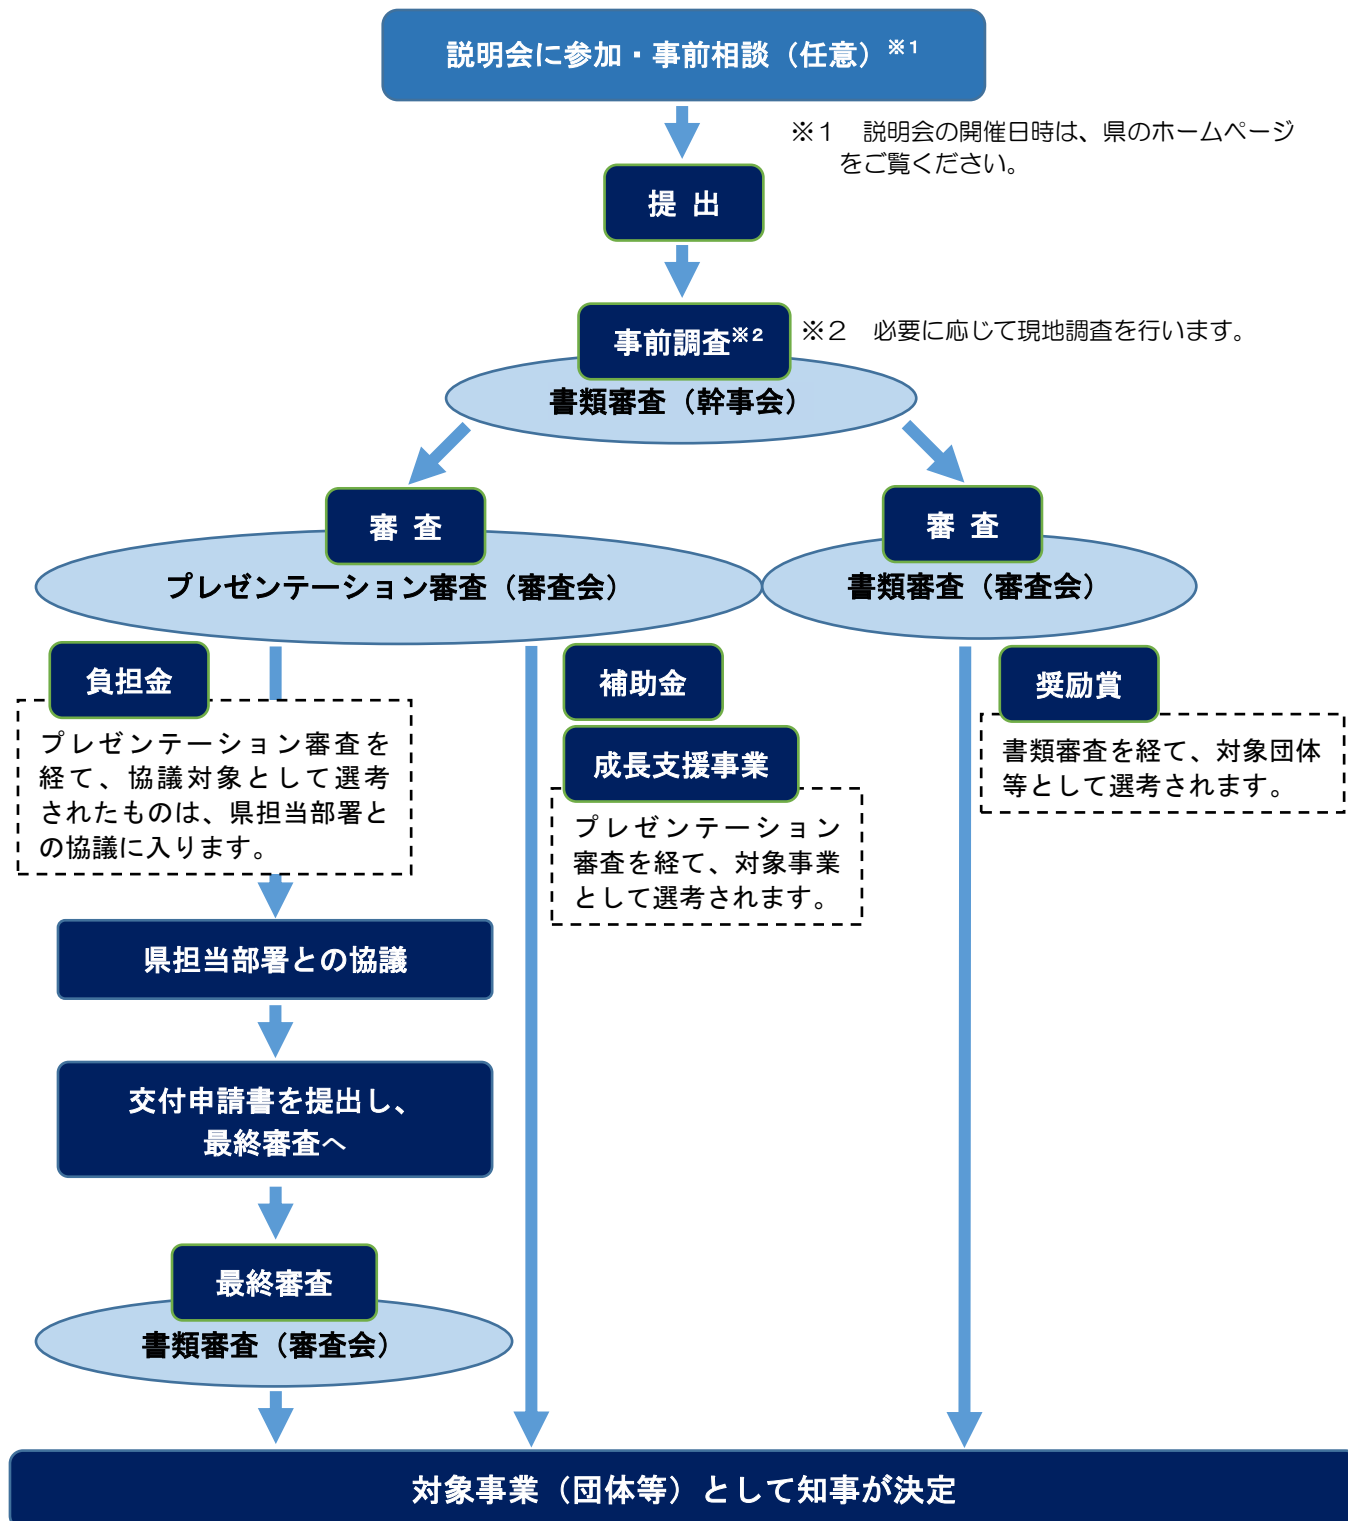 説明会に参加・事前相談（任意）※1
※１　説明会の開催日時は、県のホームページ
をご覧ください。
提 出
事前調査※2
※２　必要に応じて現地調査を行います。
書類審査（幹事会）
審 査
プレゼンテーション審査（審査会）
審 査
書類審査（審査会）
負担金
プレゼンテーション審査を
経て、協議対象として選考
されたものは、県担当部署と
の協議に入ります。
補助金
成長支援事業
プレゼンテーション
審査を経て、対象事業
として選考されます。
奨励賞
書類審査を経て、対象団体
等として選考されます。
県担当部署との協議
交付申請書を提出し、
最終審査へ
最終審査
書類審査（審査会）
対象事業（団体等）として知事が決定